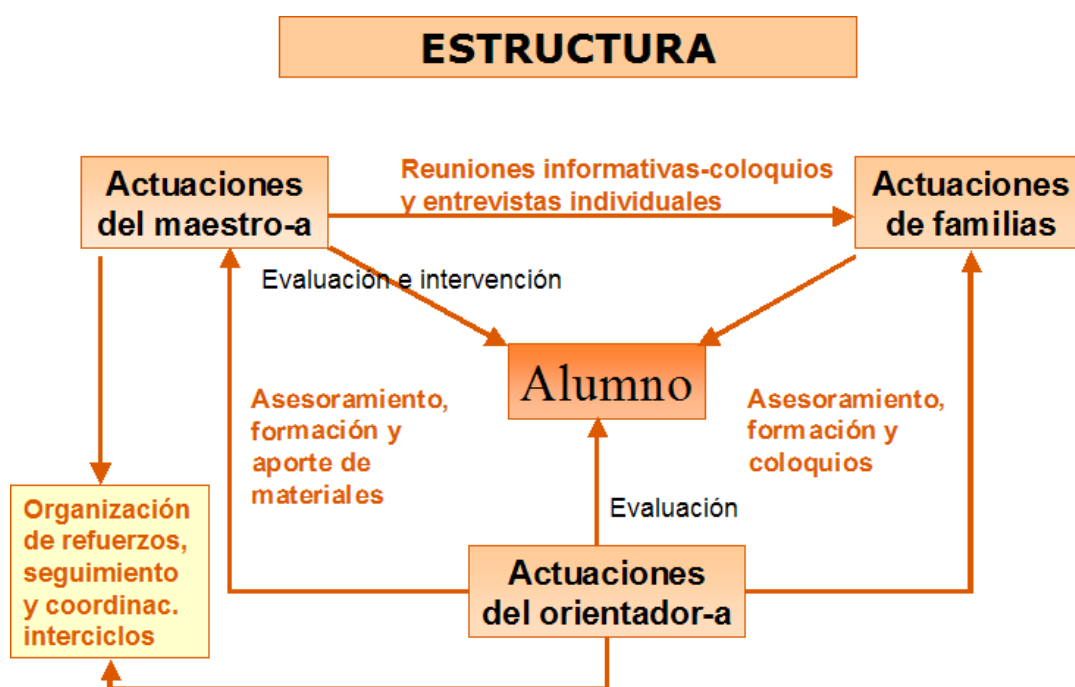 ESTRUCTURA
Actuaciones
del maestro-a
Reuniones informativas-coloquios
y entrevistas individuales
Actuaciones
de familias
Evaluación e intervención
Alumno
Asesoramiento,
formación y
aporte de
materiales
Asesoramiento,
formación y
coloquios
Organización
de refuerzos,
seguimiento
y coordinac.
interciclos
Evaluación
Actuaciones
del orientador-a